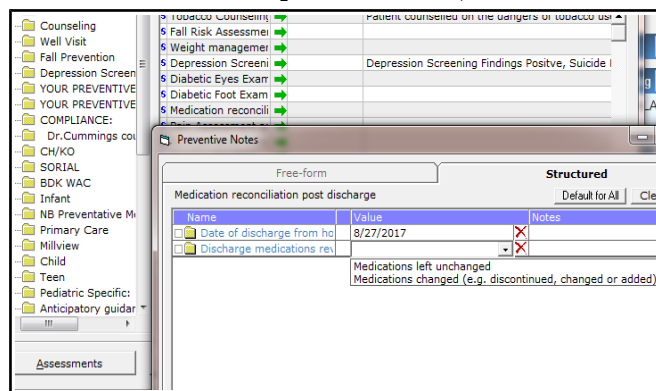 Counseling
Well Visit
Fall Prevention
Depression Screen
YOUR PREVENTIVE
YOUR PREVENTIVE
COMPLIANCE:
Dr.Cummings cou
CH/KO
SORIAL
BDK WAC
Infant
NB Preventative Me
Primary Care
Millview
Child
Teen
Pediatric Specific:
Anticipatory guidar
Assessments
S Tobacco Counseling Patient counselled on the dangers of tobacco use
S Fall Risk Assessmer
S Weight managemer
S Depression Screeni Depression Screening Findings Positve, Suicide
S Diabetic Eyes Exam
S Diabetic Foot Exam
S Medication reconcili
Preventive Notes
Free-form Structured
Medication reconciliation post discharge Default for All Cle
Name Value Notes
Date of discharge from ho 8/27/2017
Discharge medications rev
Medications left unchanged
Medications changed (e.g. discontinued, changed or added)